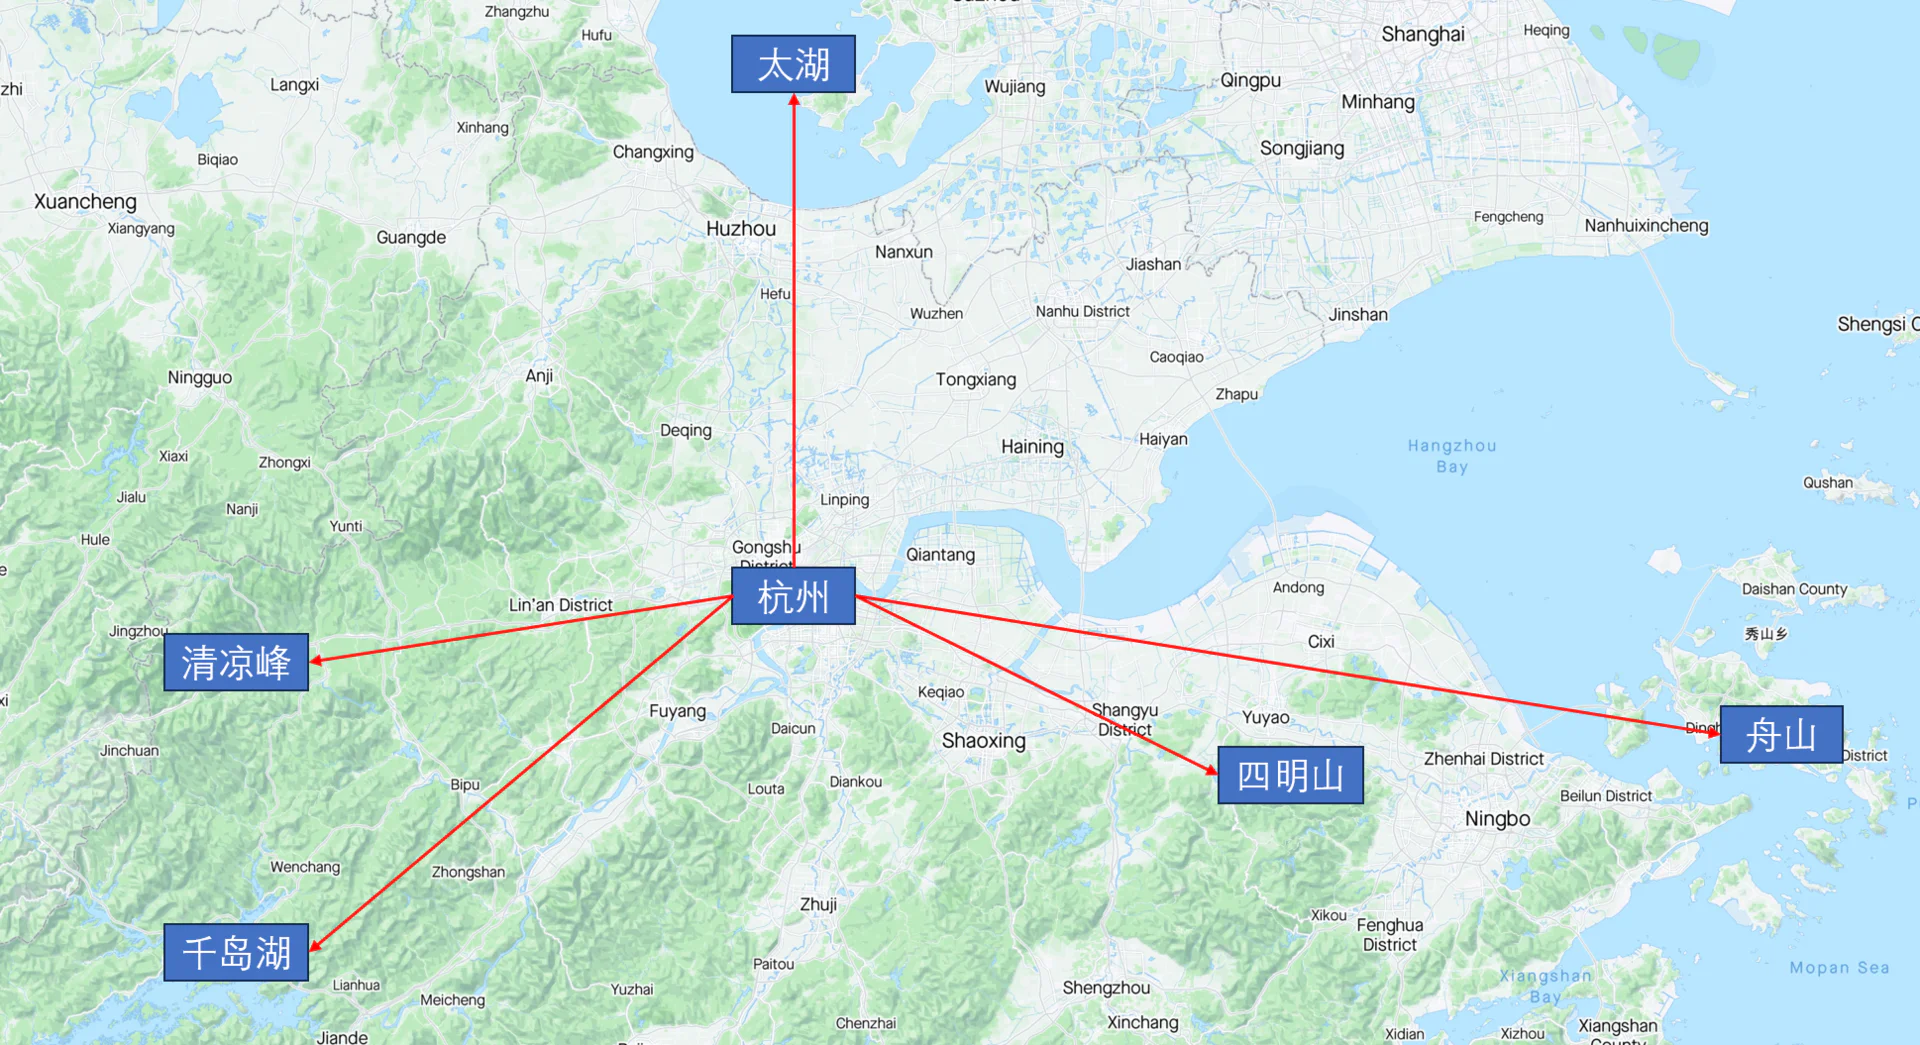 Zhangzhu
Hufu
Shanghai
Heqing
太湖
Qingpu
Langxi
zhi
Wujiang
Minhang
Xinhang
Changxing
Songjiang
Biqiao
Xuancheng
Xiangyang
Huzhou
Guangde
Nanxun
Fengcheng
Nanhuixincheng
Jiashan
Hefu
Wuzhen
Nanhu District
Jinshan
Shengsi C
Caoqiao
Ningguo
Anji
Tongxiang
Zhapu
Deqing
Haining
Haiyan
Hangzhou
Bay
Xiaxi
Zhongxi
Jialu
Linping
Qushan
Nanji
Yunti
Hule
Gongshu
District
Qiantang
杭州
Andong
Daishan County
Lin'an District
Jingzhou
秀山乡
清凉峰
Cixi
Keqiao
Fuyang
Shangyu
District
Yuyao
Daicun
Shaoxing
Dingh
舟山
District
Jinchuan
四明山
Zhenhai District
Bipu
Louta
Diankou
Beilun District
Ningbo
Wenchang
Zhongshan
Zhuji
Xikou
Fenghua
District
千岛湖
Paitou
Mopan Sea
Xiangshan
Bay
Lianhua
Yuzhai
Shengzhou
Meicheng
Chenzhai
Xinchang
Jiande
Xidian
Xizhou
Xiangshan
County